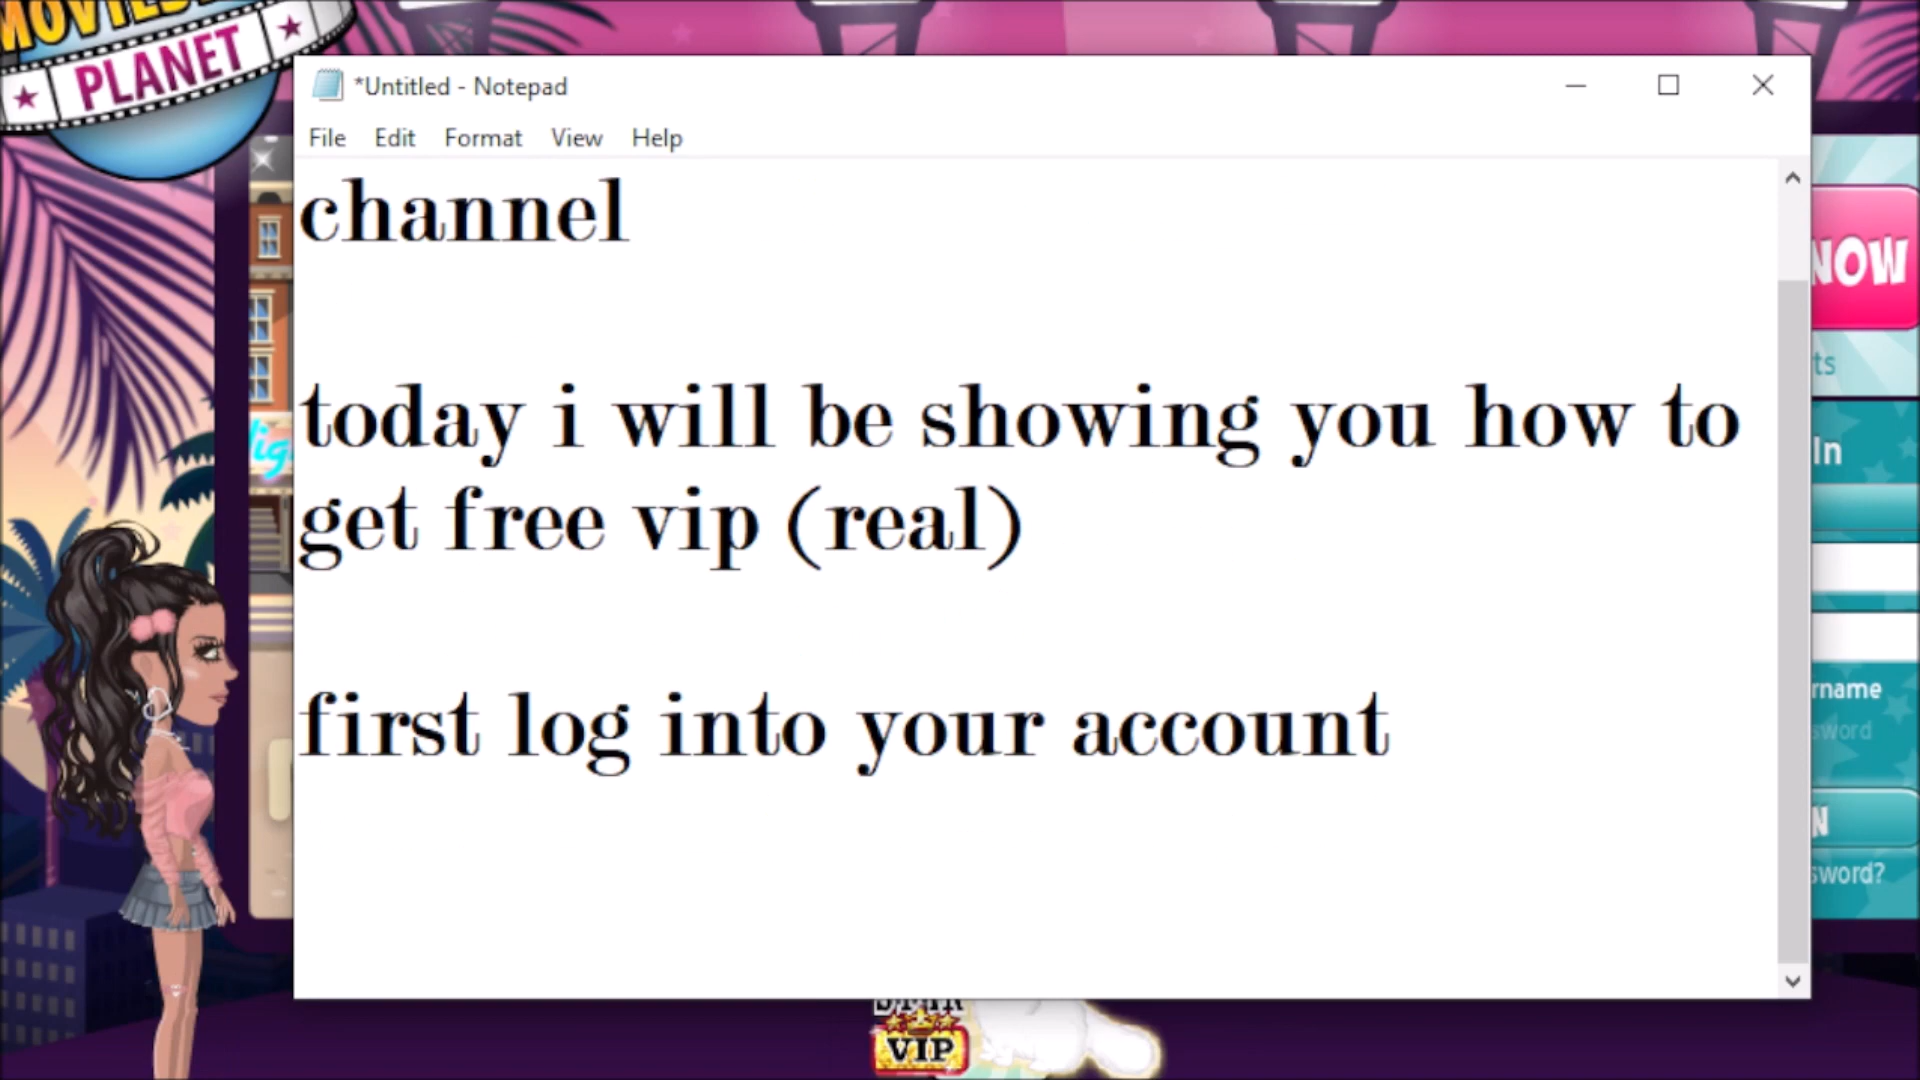 PLANET
*Untitled - Notepad
File Edit Format View Help
channel
NOW
ts
today i will be showing you how to
get free vip (real)
In
first log into your account
rname
sword
N
sword?
VIP